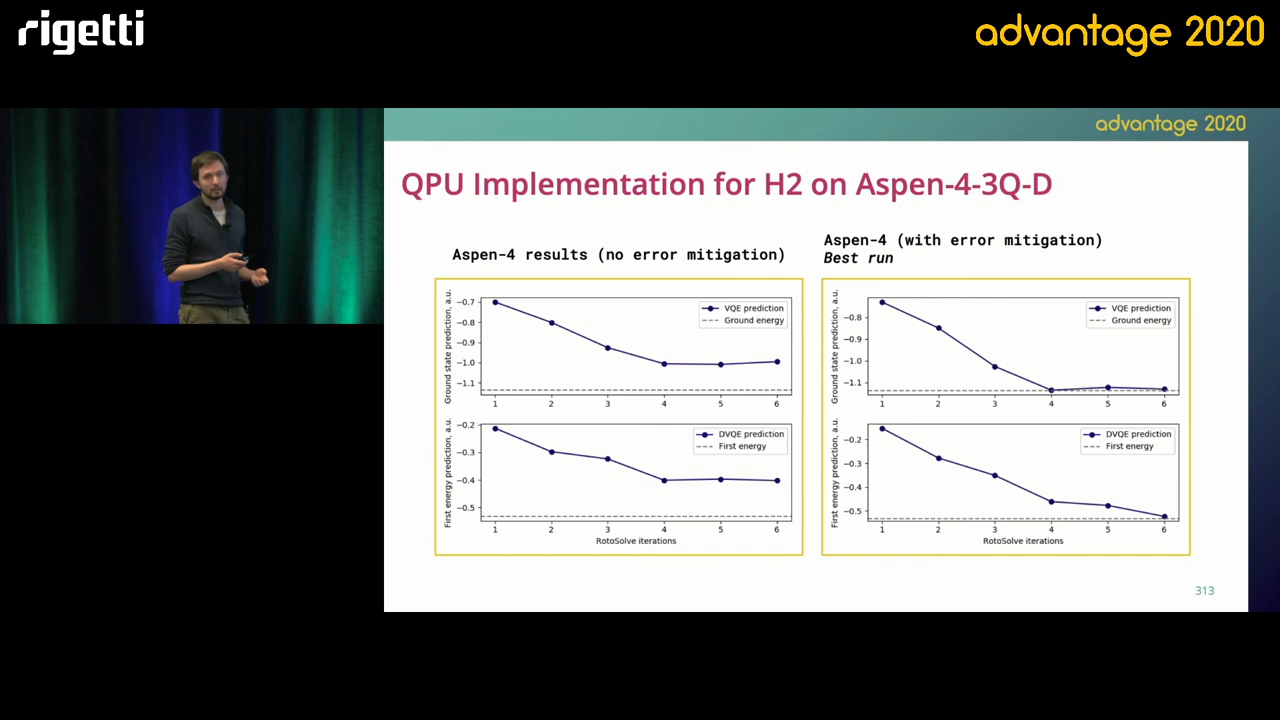 rigetti
advantage 2020
advantage 2020
QPU Implementation for H2 on Aspen-4-3Q-D
Aspen-4 results (no error mitigation)
Ground state prediction, a.u.
−0.7
−0.8
−0.9
−1.0
−1.1
VQE prediction
Ground energy
1 2 3 4 5 6
First energy prediction, a.u.
−0.2
−0.3
−0.4
−0.5
DVQE prediction
First energy
1 2 3 4 5 6
RotoSolve iterations
Aspen-4 (with error mitigation)
Best run
Ground state prediction, a.u.
−0.8
−0.9
−1.0
−1.1
VQE prediction
Ground energy
1 2 3 4 5 6
First energy prediction, a.u.
−0.2
−0.3
−0.4
−0.5
DVQE prediction
First energy
1 2 3 4 5 6
RotoSolve iterations
313